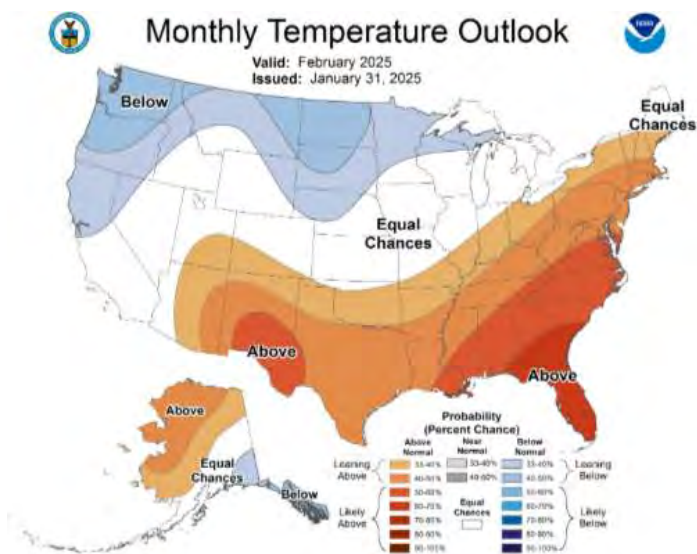 Monthly Temperature Outlook
Valid: February 2025
Issued: January 31, 2025
Below
Equal
Chances
Equal
Chances
Above
Above
Above
Equal
Chances
Below
Probability
(Percent Chance)
Above
Normal
Near
Normal
Below
Normal
Leaning
Above
Likely
Above
33-40%
40-50%
50-60%
60-70%
70-80%
80-90%
90-100%
33-40%
40-50%
Equal
Chances
33-40%
40-50%
50-60%
60-70%
70-80%
80-90%
90-100%
Leaning
Below
Likely
Below